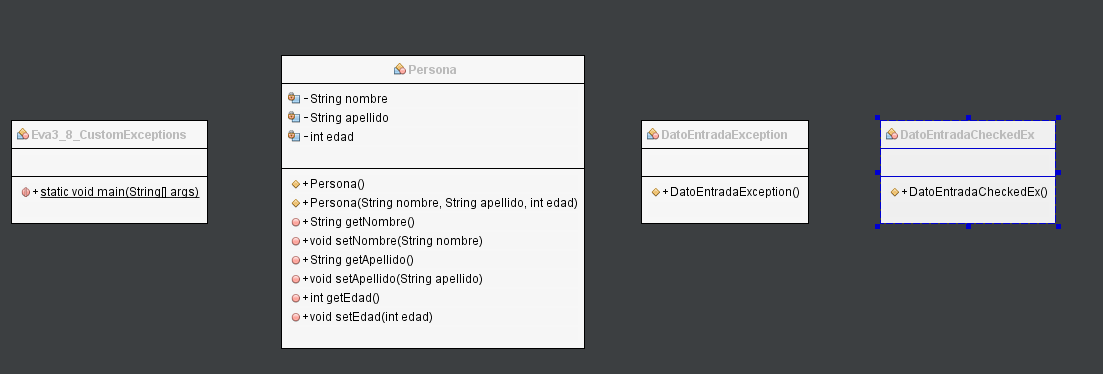 Eva3_8_CustomExceptions
+ static void main(String[] args)
Persona
- String nombre
- String apellido
- int edad
+ Persona()
+ Persona(String nombre, String apellido, int edad)
+ String getNombre()
+ void setNombre(String nombre)
+ String getApellido()
+ void setApellido(String apellido)
+ int getEdad()
+ void setEdad(int edad)
DatoEntradaException
+ DatoEntradaException()
DatoEntradaCheckedEx
+ DatoEntradaCheckedEx()